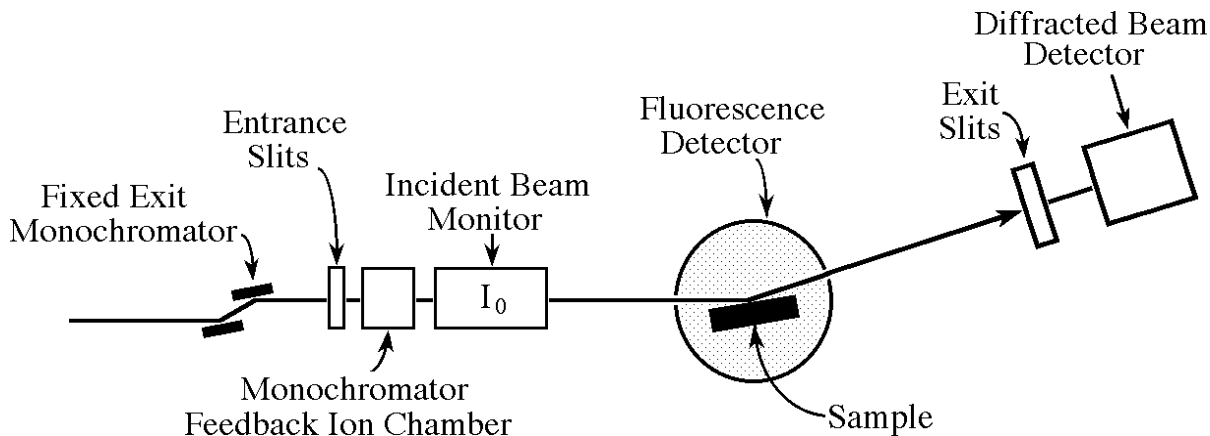 Diffracted Beam
Detector
Exit
Slits
Fluorescence
Detector
Entrance
Slits
Incident Beam
Monitor
Fixed Exit
Monochromator
I0
Monochromator
Feedback Ion Chamber
Sample